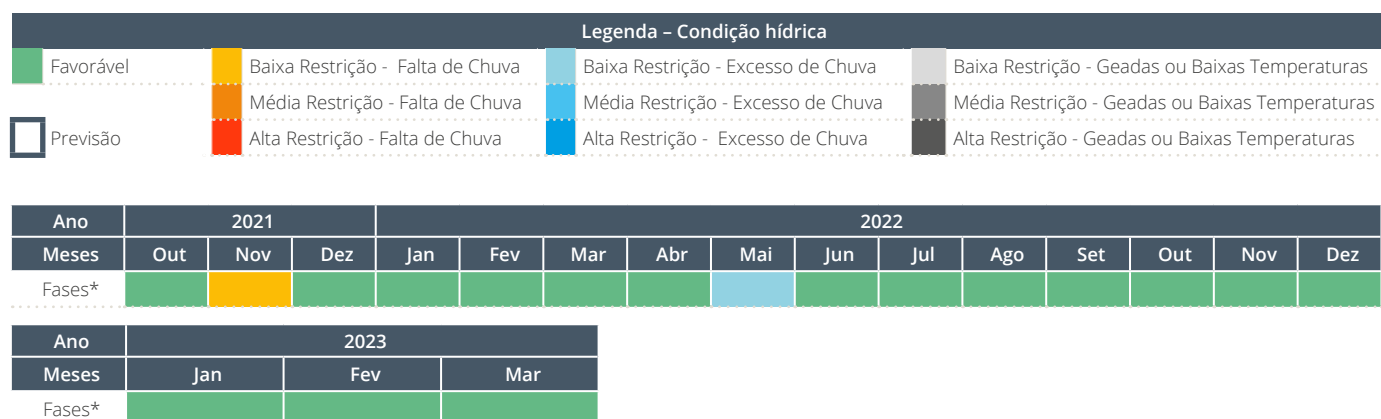 Legenda – Condição hídrica
Favorável Baixa Restrição - Falta de Chuva Baixa Restrição - Excesso de Chuva Baixa Restrição - Geadas ou Baixas Temperaturas
Média Restrição - Falta de Chuva Média Restrição - Excesso de Chuva Média Restrição - Geadas ou Baixas Temperaturas
Previsão Alta Restrição - Falta de Chuva Alta Restrição - Excesso de Chuva Alta Restrição - Geadas ou Baixas Temperaturas
Ano 2021 2022
Meses Out Nov Dez Jan Fev Mar Abr Mai Jun Jul Ago Set Out Nov Dez
Fases*
Ano 2023
Meses Jan Fev Mar
Fases*